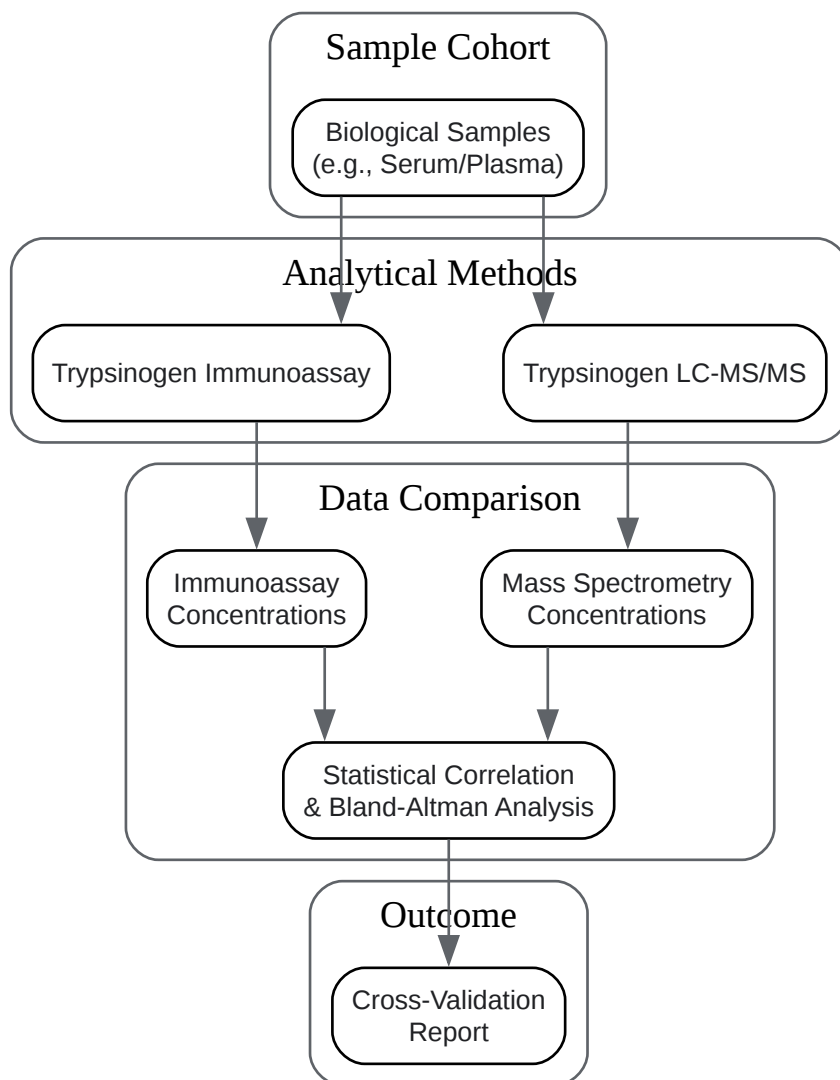 Sample Cohort
Biological Samples
(e.g., Serum/Plasma)
Analytical Methods
Trypsinogen Immunoassay
Trypsinogen LC-MS/MS
Data Comparison
Immunoassay
Concentrations
Mass Spectrometry
Concentrations
Statistical Correlation
& Bland-Altman Analysis
Outcome
Cross-Validation
Report